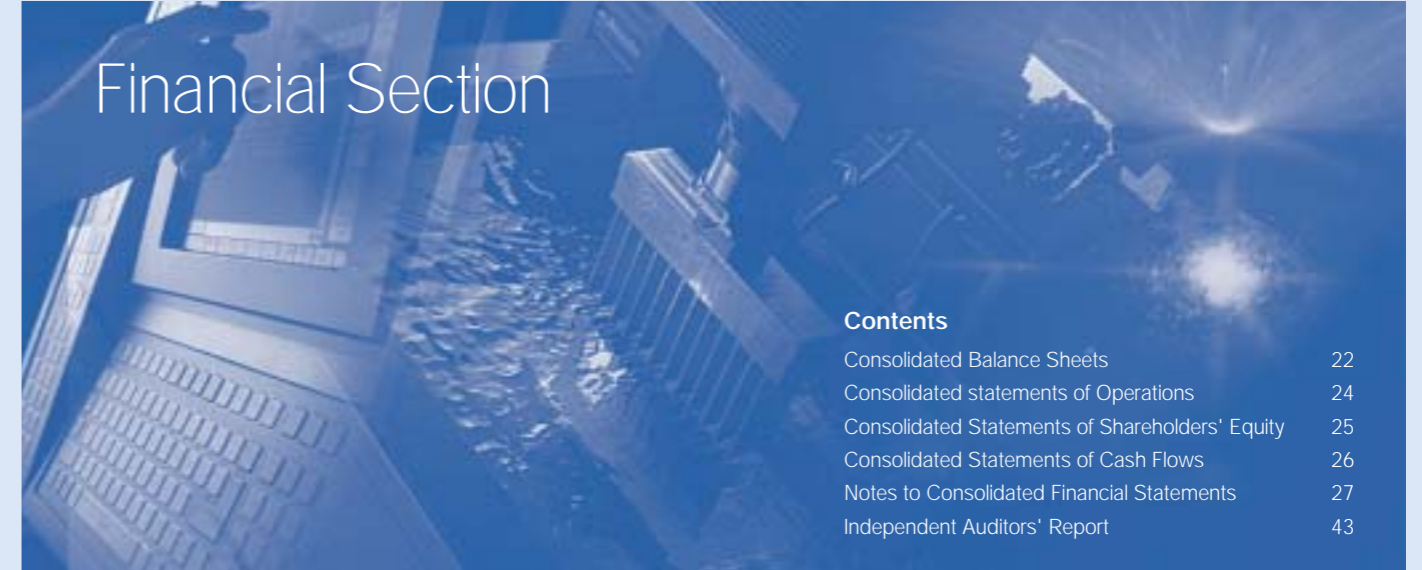 Financial Section
Contents
Consolidated Balance Sheets 22
Consolidated statements of Operations 24
Consolidated Statements of Shareholders' Equity 25
Consolidated Statements of Cash Flows 26
Notes to Consolidated Financial Statements 27
Independent Auditors' Report 43